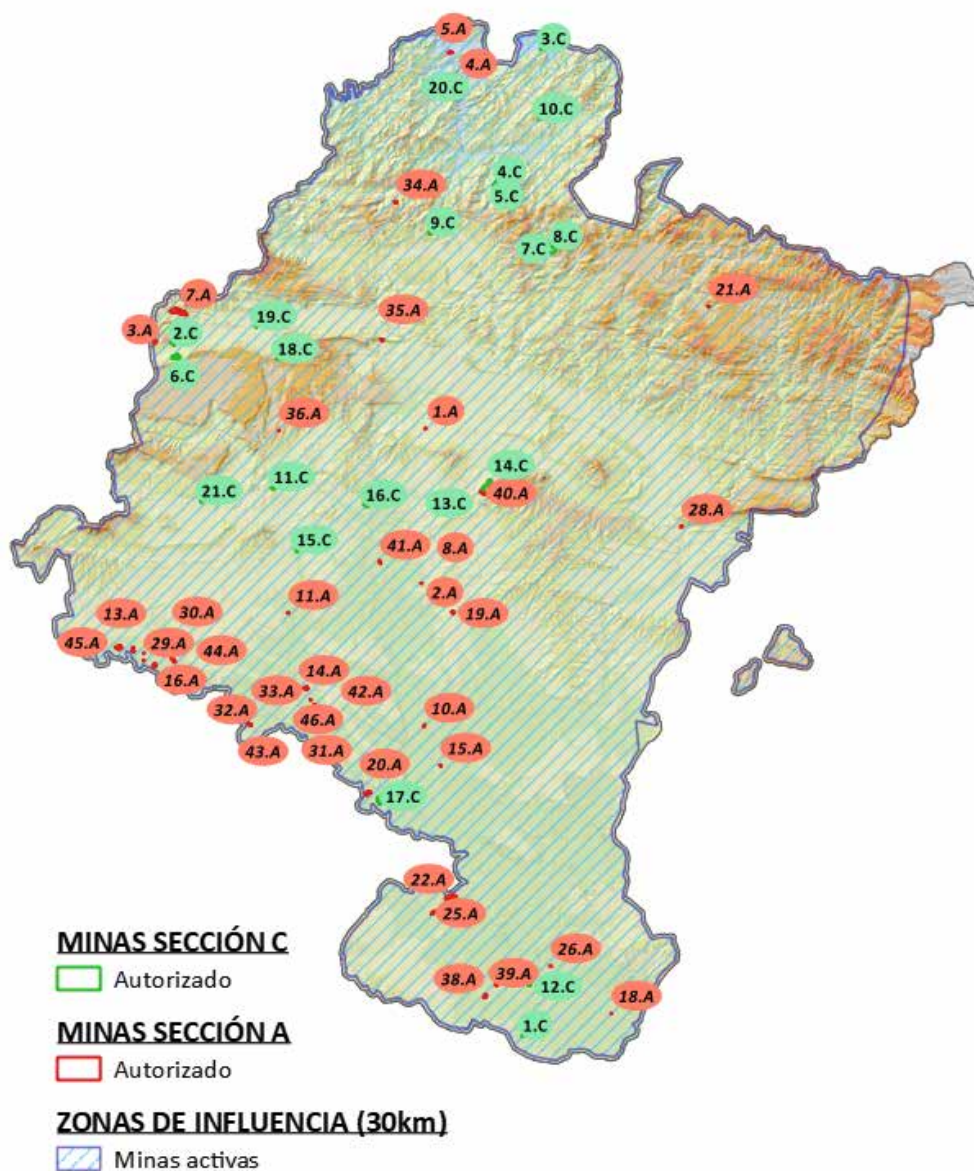 5.A
3.C
4.A
20.C
10.C
4.C
34.A
5.C
9.C
8.C
7.C
21.A
7.A
35.A
19.C
3.A
2.C
18.C
6.C
36.A
1.A
14.C
11.C
21.C
16.C
40.A
13.C
28.A
15.C
41.A
8.A
2.A
11.A
19.A
13.A
30.A
45.A
29.A
44.A
16.A
14.A
33.A
42.A
32.A
46.A
10.A
43.A
31.A
15.A
20.A
17.C
22.A
25.A
26.A
38.A
39.A
12.C
18.A
1.C
MINAS SECCIÓN C
Autorizado
MINAS SECCIÓN A
Autorizado
ZONAS DE INFLUENCIA (30km)
Minas activas